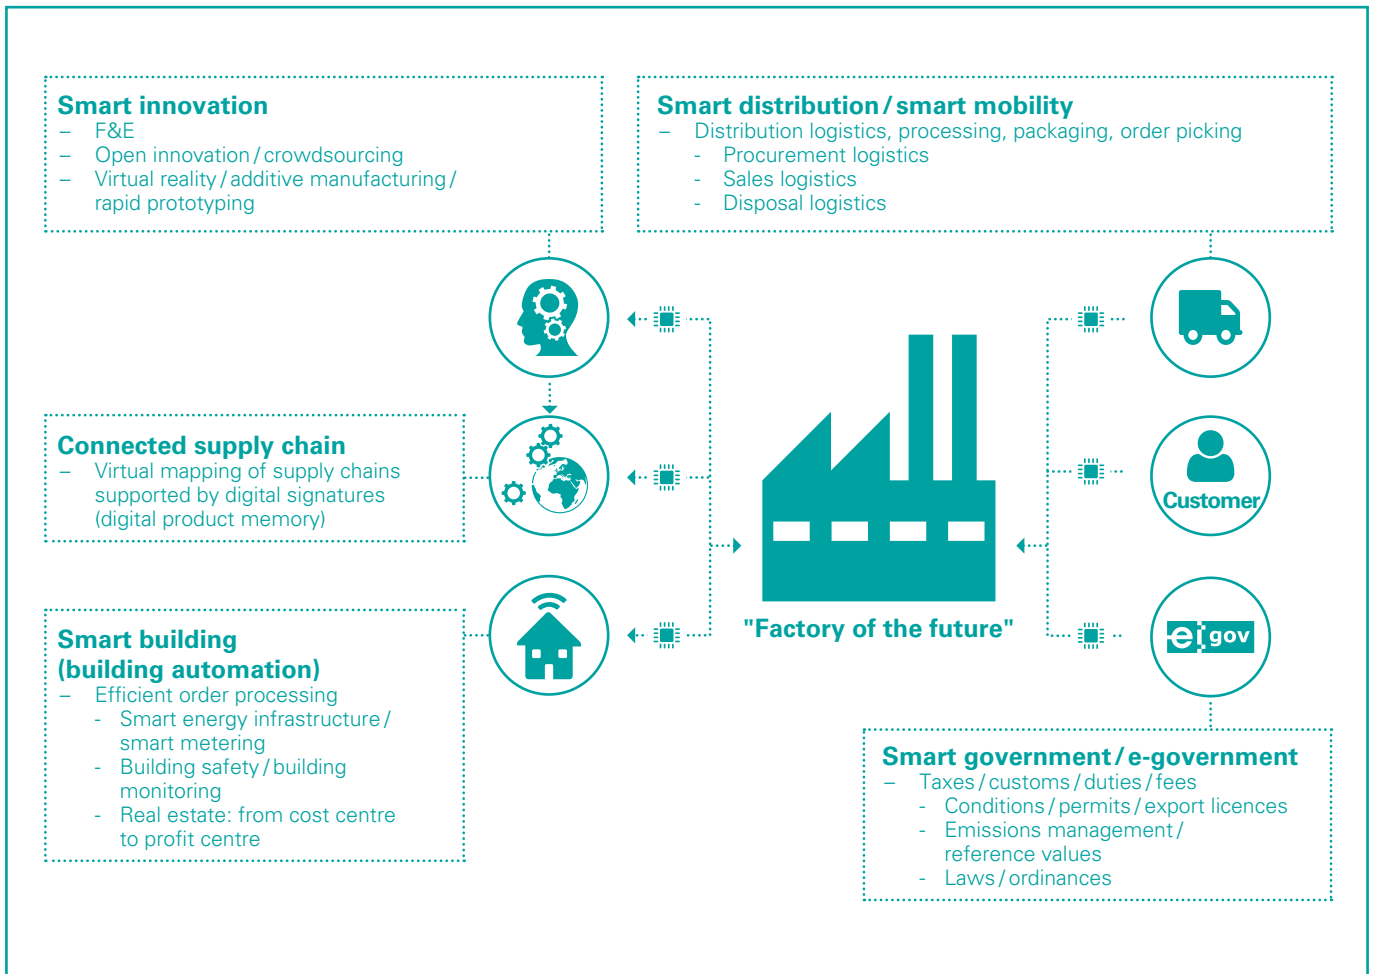 Smart innovation
– F&E
– Open innovation / crowdsourcing
– Virtual reality / additive manufacturing /
rapid prototyping
Smart distribution / smart mobility
– Distribution logistics, processing, packaging, order picking
- Procurement logistics
- Sales logistics
- Disposal logistics
Connected supply chain
– Virtual mapping of supply chains
supported by digital signatures
(digital product memory)
Customer
Smart building
(building automation)
– Efficient order processing
- Smart energy infrastructure /
smart metering
- Building safety / building
monitoring
- Real estate: from cost centre
to profit centre
"Factory of the future"
e gov
Smart government / e-government
– Taxes / customs / duties / fees
- Conditions / permits / export licences
- Emissions management /
reference values
- Laws / ordinances